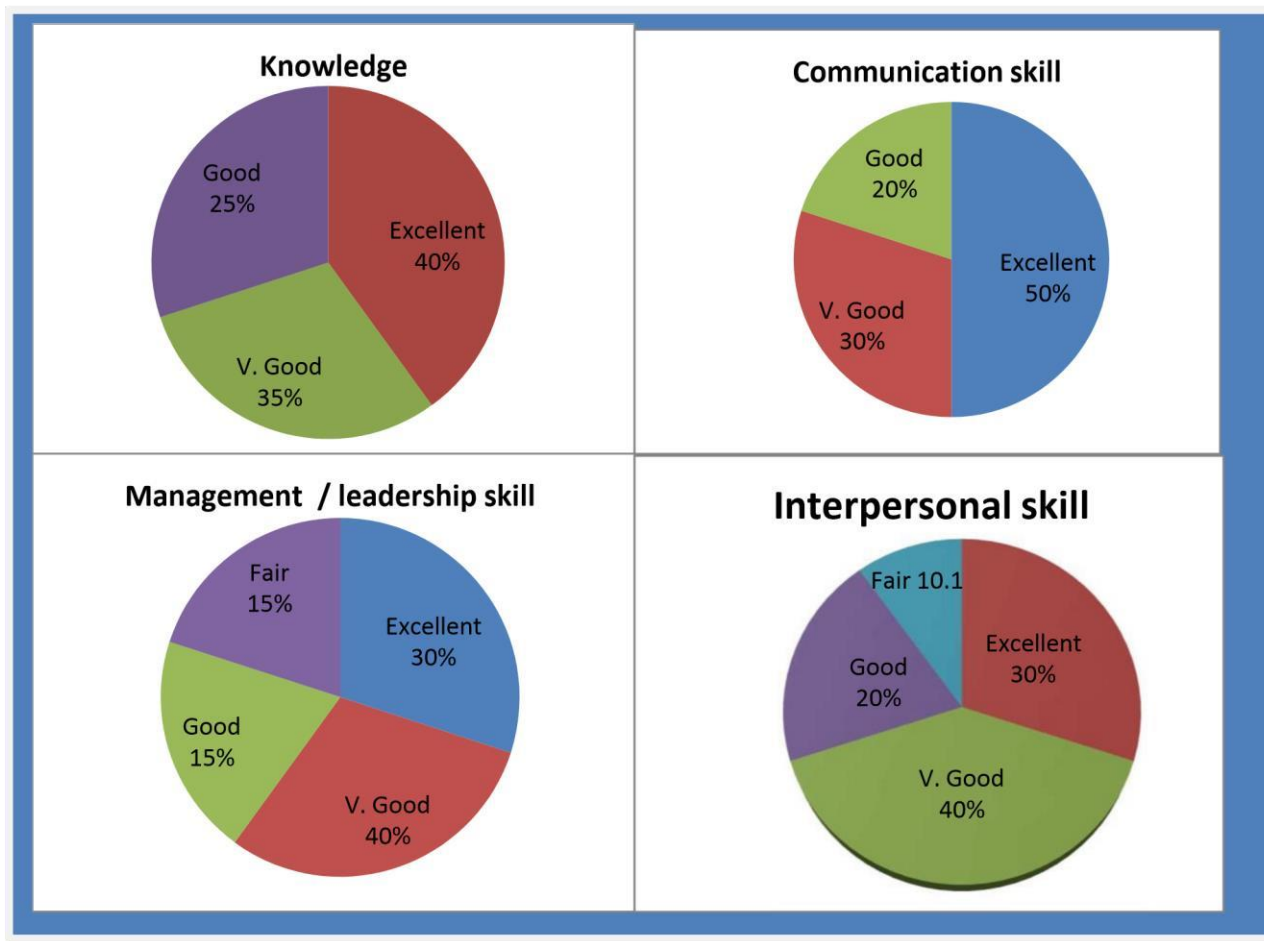 Knowledge
Good
25%
Excellent
40%
V. Good
35%
Communication skill
Good
20%
Excellent
50%
V. Good
30%
Management / leadership skill
Fair
15%
Excellent
30%
Good
15%
V. Good
40%
Interpersonal skill
Fair 10.1
Excellent
30%
Good
20%
V. Good
40%